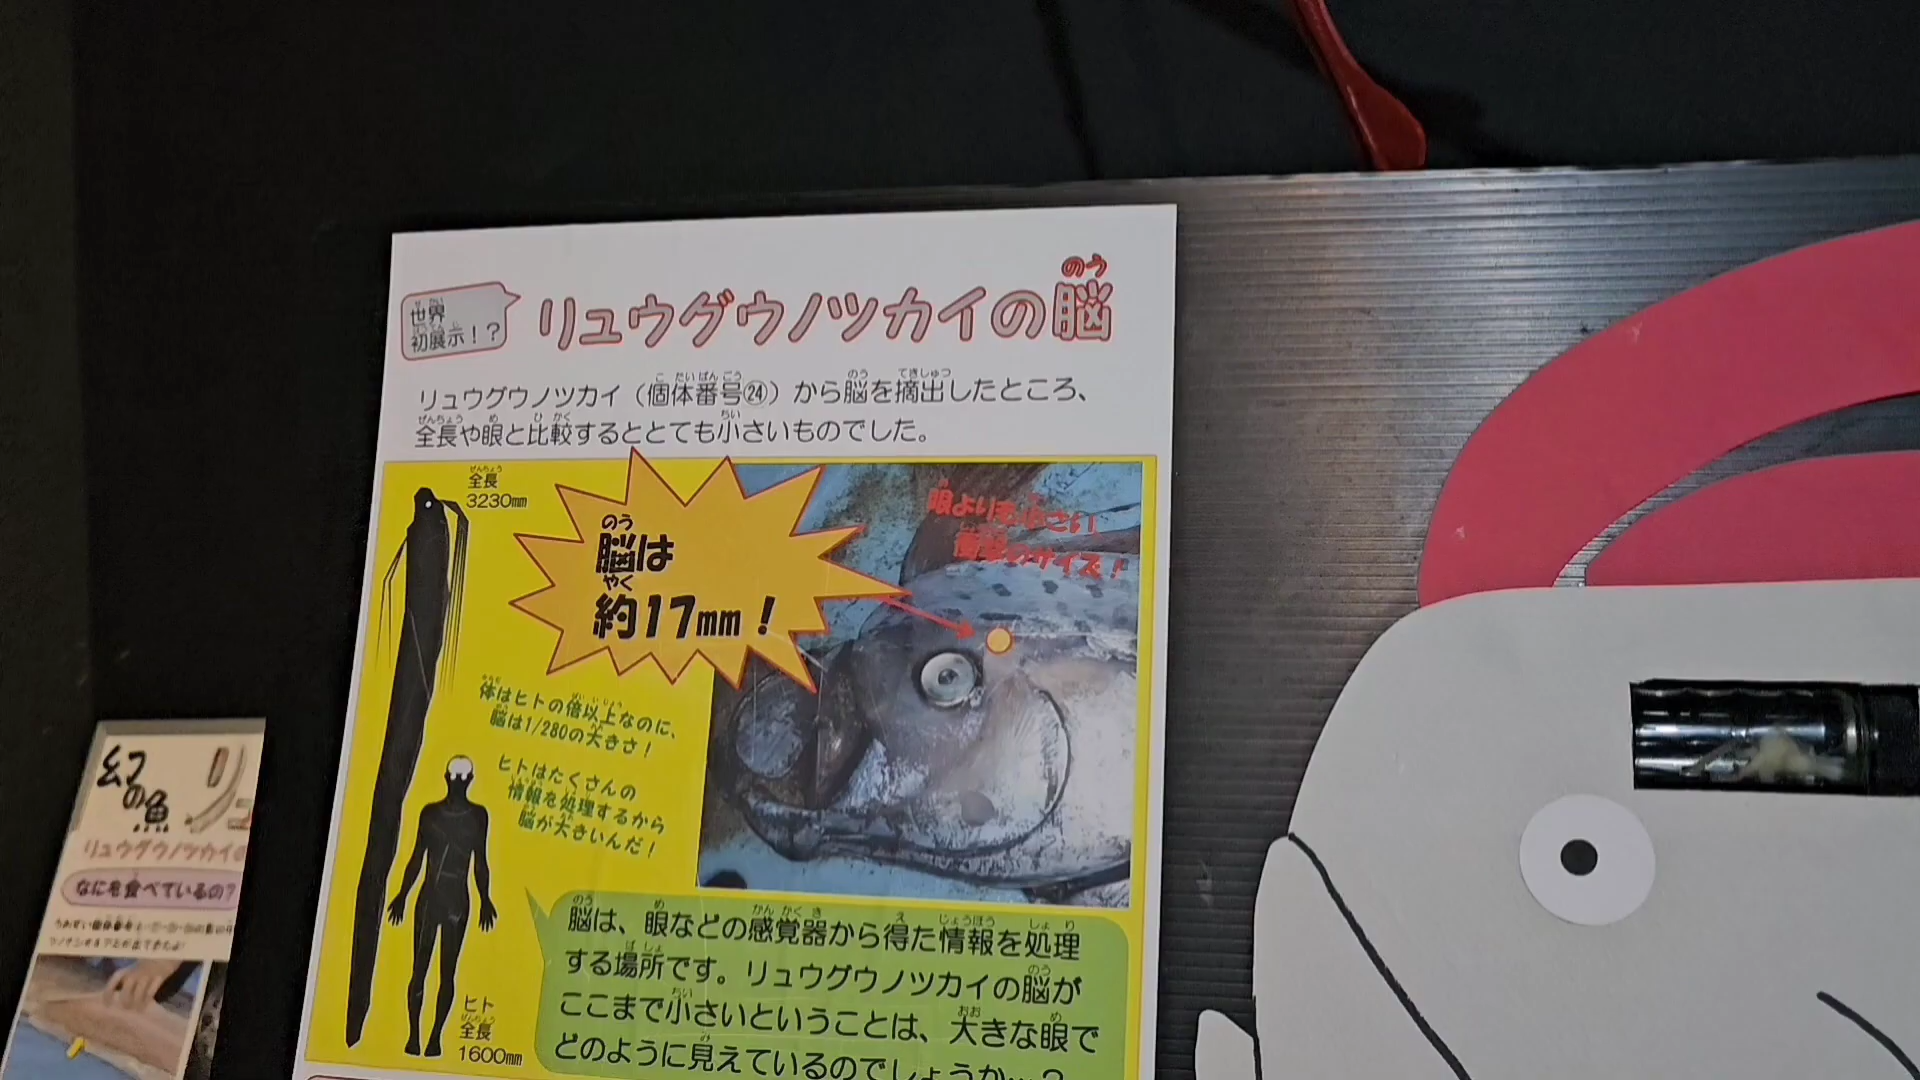 世界
初展示！？
リュウグウノツカイの脳
リュウグウノツカイ（個体番号㉔）から脳を摘出したところ、
全長や眼と比較するととても小さいものでした。
全長
3230mm
脳は
約17mm！
眼よりも小さい
衝撃のサイズ！
体はヒトの倍以上なのに、
脳は1/280の大きさ！
ヒトはたくさんの
情報を処理するから
脳が大きいんだ！
ヒト
全長
1600mm
脳は、眼などの感覚器から得た情報を処理
する場所です。リュウグウノツカイの脳が
ここまで小さいということは、大きな眼で
どのように見えているのでしょうか…？
幻の魚
リュウグウノツカイの
なにを食べているの？